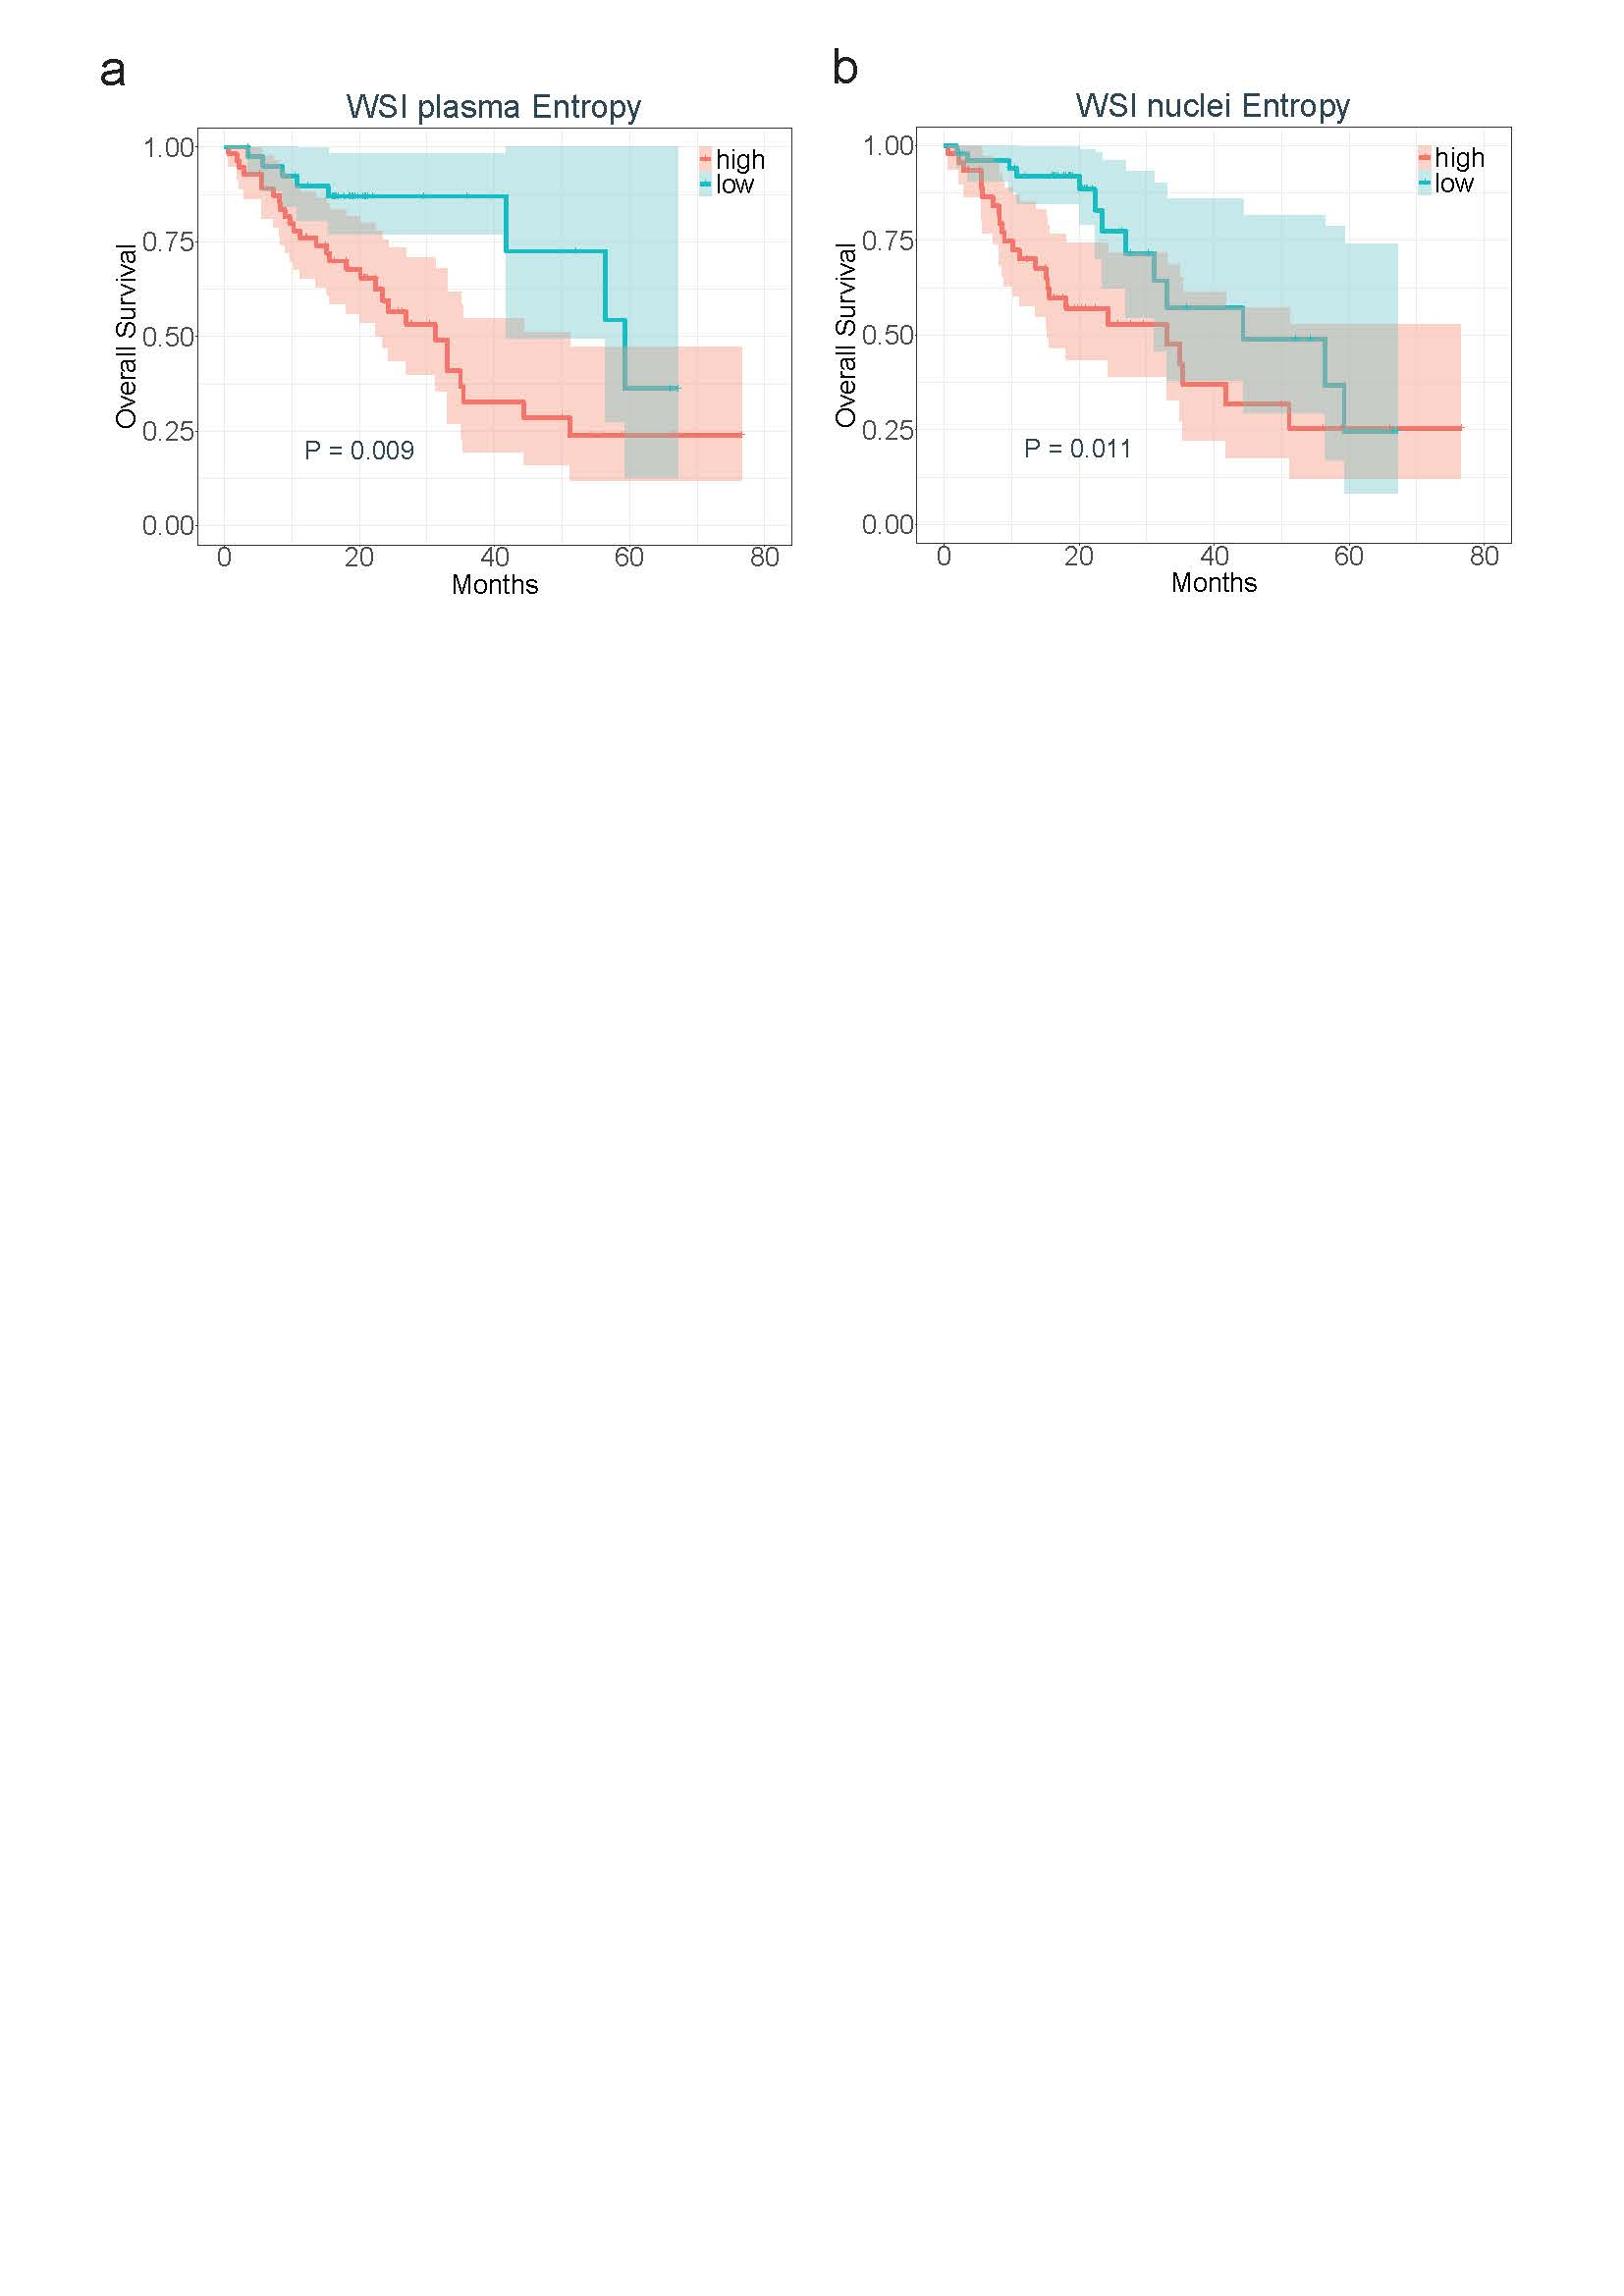 a
WSI plasma Entropy
high
low
1.00
0.75
0.50
0.25
0.00
Overall Survival
P = 0.009
0 20 40 60 80
Months
b
WSI nuclei Entropy
high
low
1.00
0.75
0.50
0.25
0.00
Overall Survival
P = 0.011
0 20 40 60 80
Months